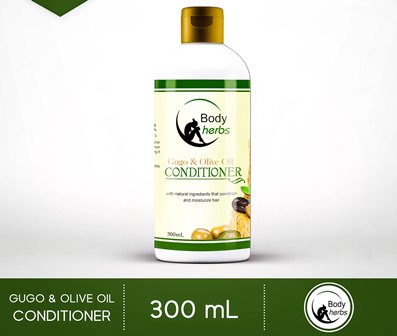 Body
herbs
Gugo & Olive Oil
CONDITIONER
with natural ingredients that condition
and moisturize hair
300mL
GUGO & OLIVE OIL
CONDITIONER
300 mL
Body
herbs